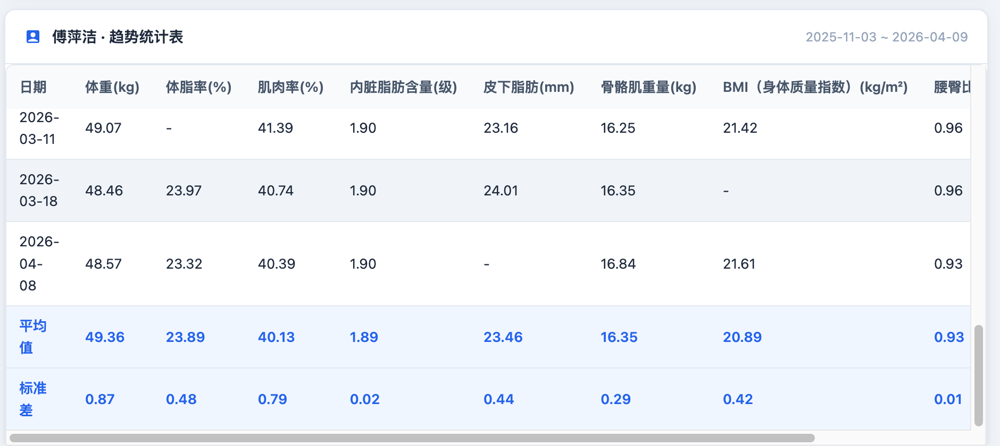 傅萍洁 · 趋势统计表
2025-11-03 ~ 2026-04-09
日期 体重(kg) 体脂率(%) 肌肉率(%) 内脏脂肪含量(级) 皮下脂肪(mm) 骨骼肌重量(kg) BMI（身体质量指数）(kg/m²) 腰臀比
2026-
03-11
49.07 - 41.39 1.90 23.16 16.25 21.42 0.96
2026-
03-18
48.46 23.97 40.74 1.90 24.01 16.35 - 0.96
2026-
04-
08
48.57 23.32 40.39 1.90 - 16.84 21.61 0.93
平均
值
49.36 23.89 40.13 1.89 23.46 16.35 20.89 0.93
标准
差
0.87 0.48 0.79 0.02 0.44 0.29 0.42 0.01